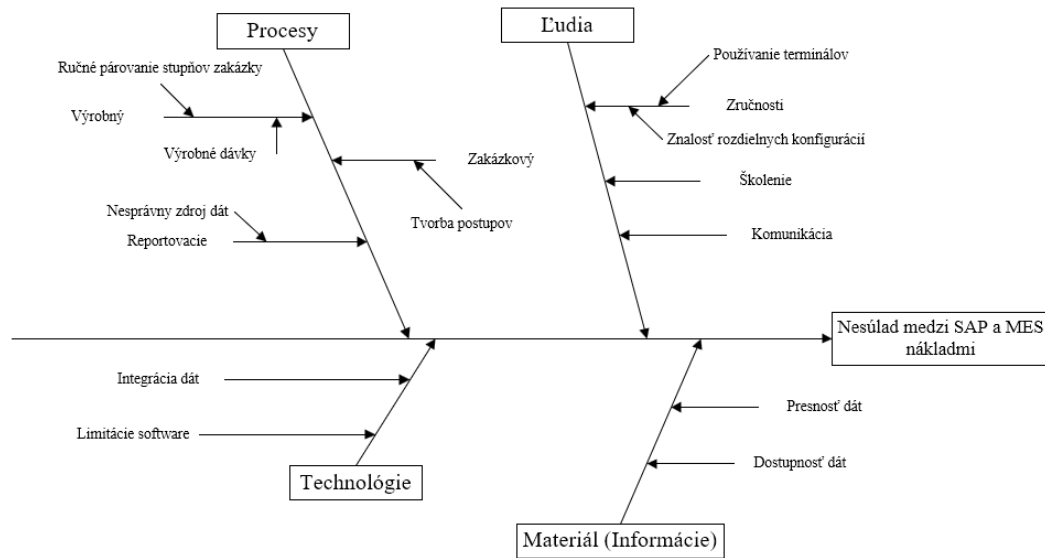 Procesy
Ľudia
Ručné párovanie stupňov zakázky
Výrobný
Výrobné dávky
Zakázkový
Tvorba postupov
Nesprávny zdroj dát
Reportovacie
Používanie terminálov
Zručnosti
Znalosť rozdielnych konfigurácií
Školenie
Komunikácia
Nesúlad medzi SAP a MES
nákladmi
Integrácia dát
Limitácie software
Technológie
Presnosť dát
Dostupnosť dát
Materiál (Informácie)